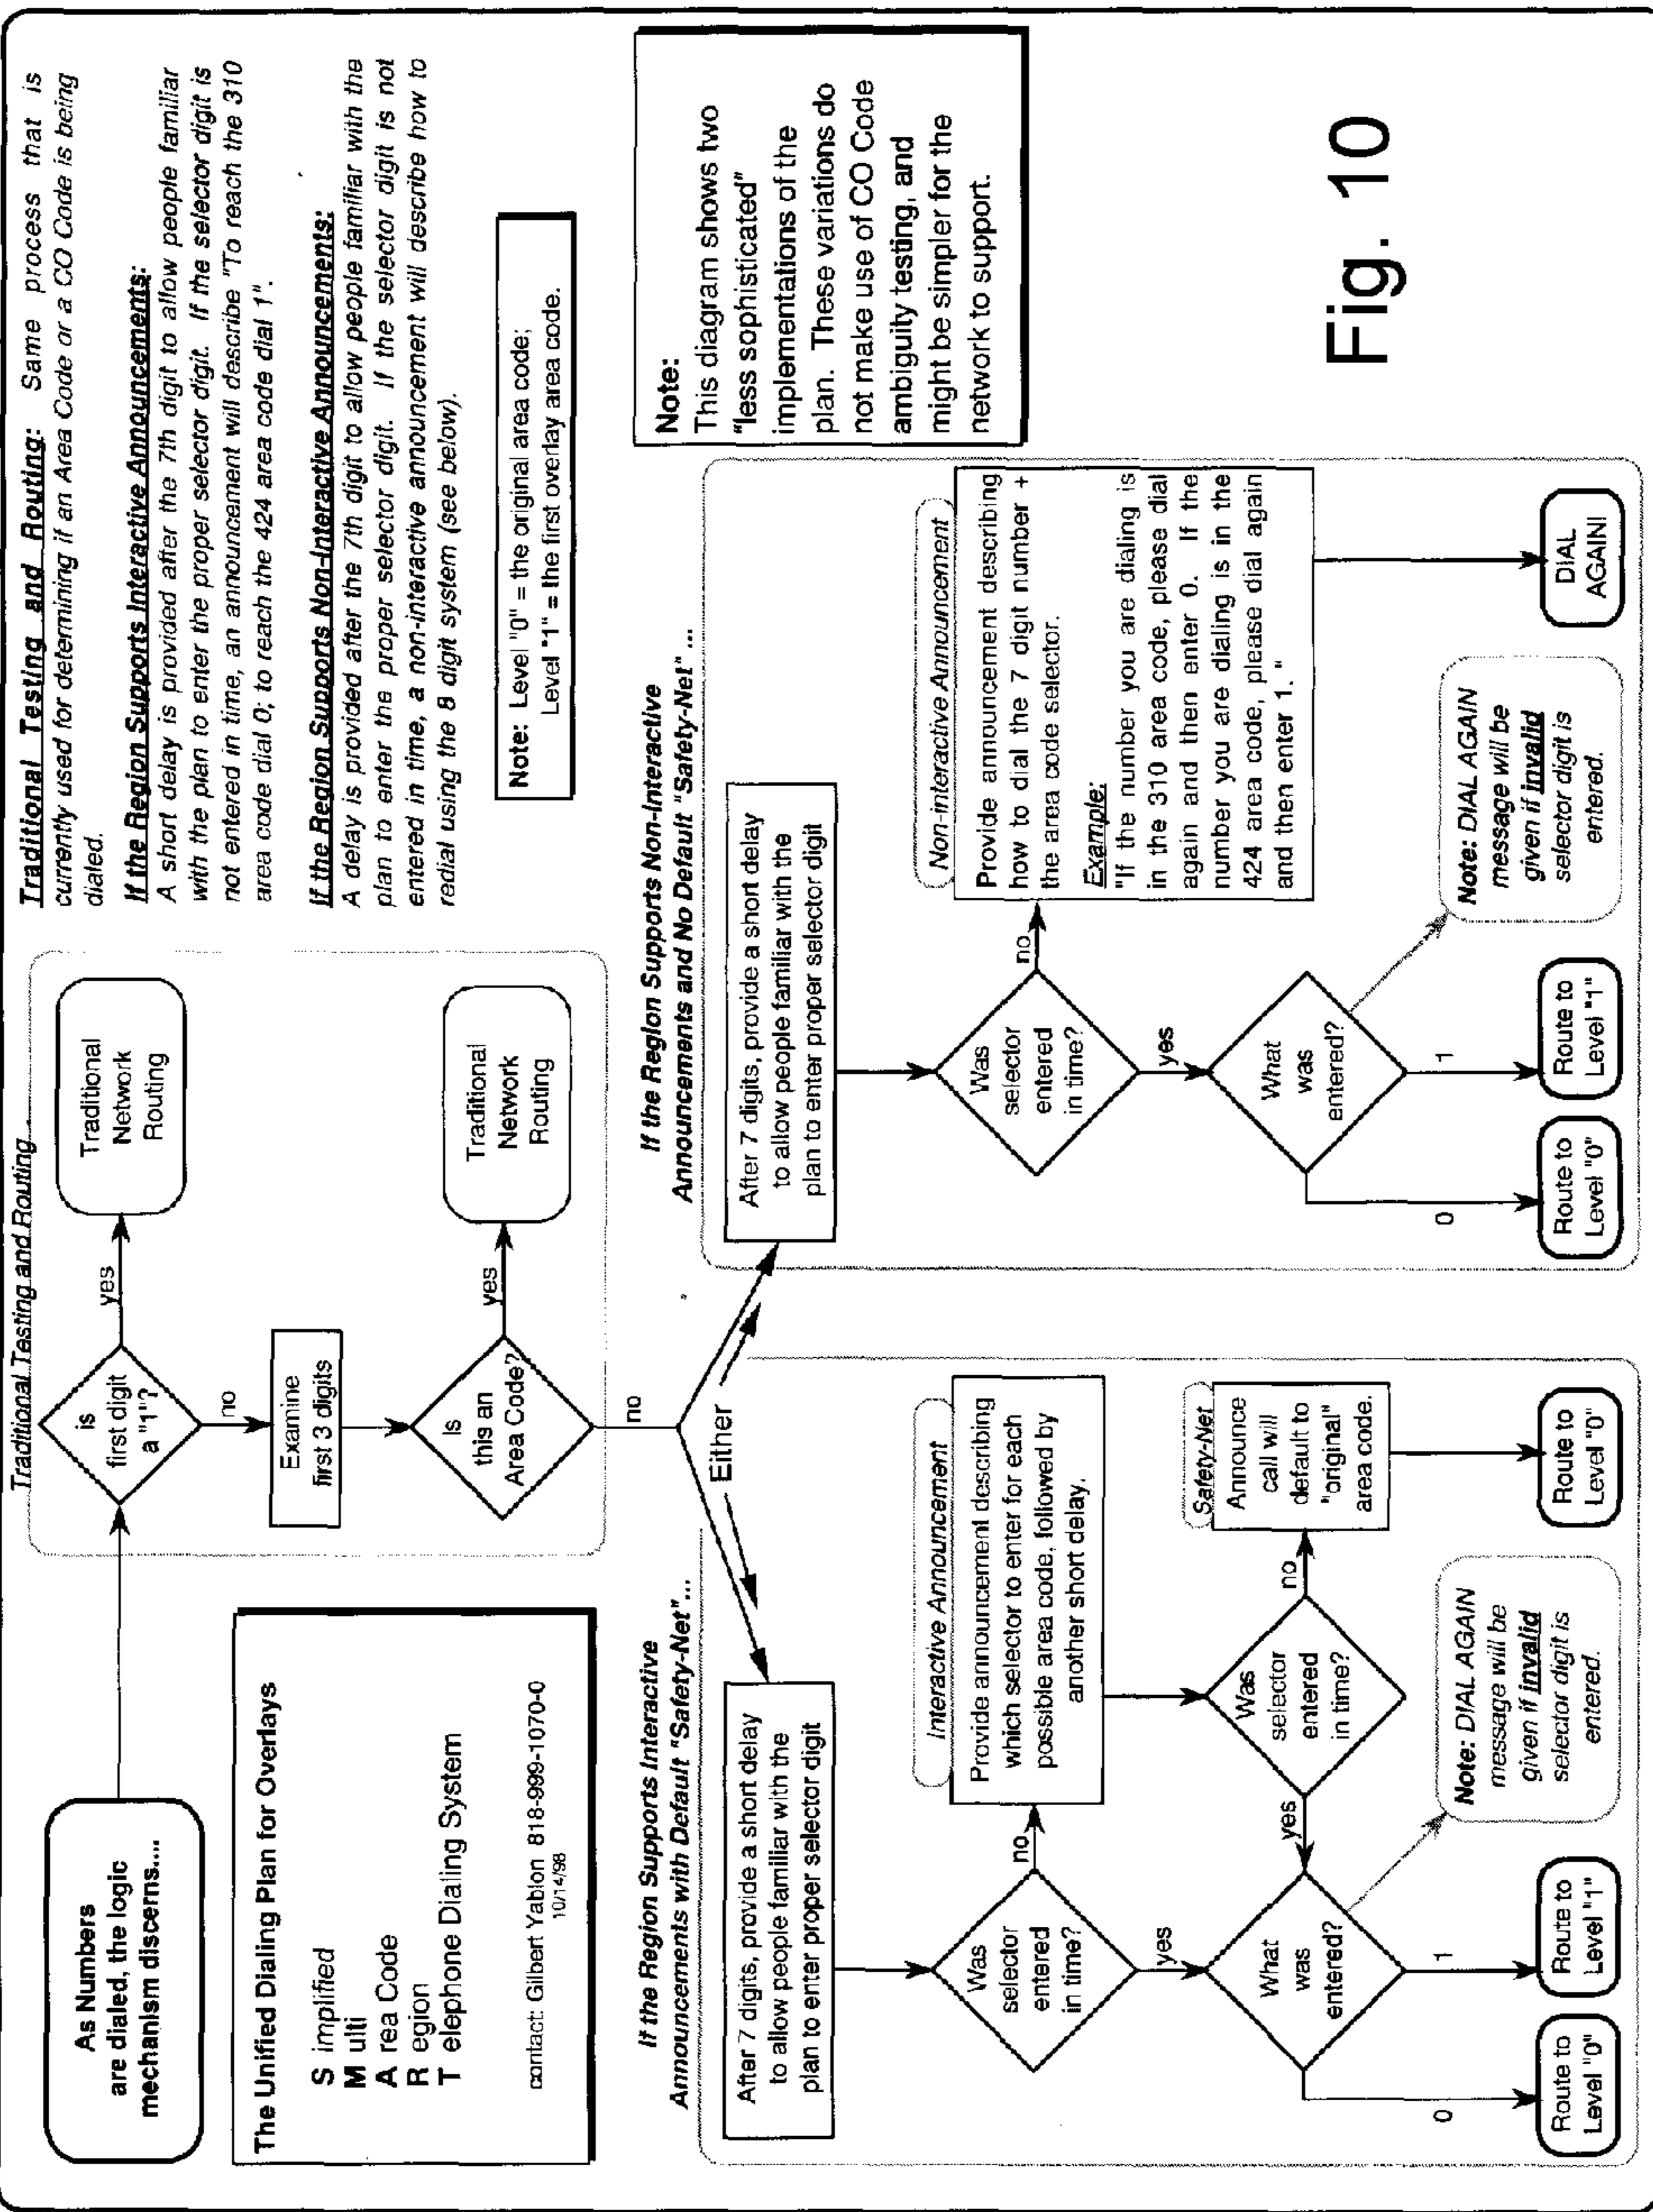 As Numbers
are dialed, the logic
mechanism discerns....
The Unified Dialing Plan for Overlays
S implified
M ulti
A rea Code
R egion
T elephone Dialing System
contact: Gilbert Yablon 818-999-1070-0
10/14/98
Traditional Testing and Routing
is
first digit
a "1"?
yes
Traditional
Network
Routing
no
Examine
first 3 digits
Is
this an
Area Code?
yes
Traditional
Network
Routing
no
Either
Traditional Testing and Routing: Same process that is
currently used for determining if an Area Code or a CO Code is being
dialed.
If the Region Supports Interactive Announcements:
A short delay is provided after the 7th digit to allow people familiar
with the plan to enter the proper selector digit. If the selector digit is
not entered in time, an announcement will describe "To reach the 310
area code dial 0; to reach the 424 area code dial 1".
If the Region Supports Non-Interactive Announcements:
A delay is provided after the 7th digit to allow people familiar with the
plan to enter the proper selector digit. If the selector digit is not
entered in time, a non-interactive announcement will describe how to
redial using the 8 digit system (see below).
Note: Level "0" = the original area code;
Level "1" = the first overlay area code.
If the Region Supports Interactive
Announcements with Default "Safety-Net"...
After 7 digits, provide a short delay
to allow people familiar with the
plan to enter proper selector digit
Was
selector
entered
in time?
no
Interactive Announcement
Provide announcement describing
which selector to enter for each
possible area code, followed by
another short delay.
yes
Was
selector
entered
in time?
no
Safety-Net
Announce
call will
default to
"original"
area code.
yes
What
was
entered?
0
1
Note: DIAL AGAIN
message will be
given if invalid
selector digit is
entered.
Route to
Level "0"
Route to
Level "1"
Route to
Level "0"
If the Region Supports Non-Interactive
Announcements and No Default "Safety-Net" ...
After 7 digits, provide a short delay
to allow people familiar with the
plan to enter proper selector digit
Was
selector
entered
in time?
no
Non-interactive Announcement
Provide announcement describing
how to dial the 7 digit number +
the area code selector.
Example:
"If the number you are dialing is
in the 310 area code, please dial
again and then enter 0. If the
number you are dialing is in the
424 area code, please dial again
and then enter 1. "
yes
What
was
entered?
0
1
Note: DIAL AGAIN
message will be
given if invalid
selector digit is
entered.
Route to
Level "0"
Route to
Level "1"
DIAL
AGAIN!
Note:
This diagram shows two
"less sophisticated"
implementations of the
plan. These variations do
not make use of CO Code
ambiguity testing, and
might be simpler for the
network to support.
Fig. 10